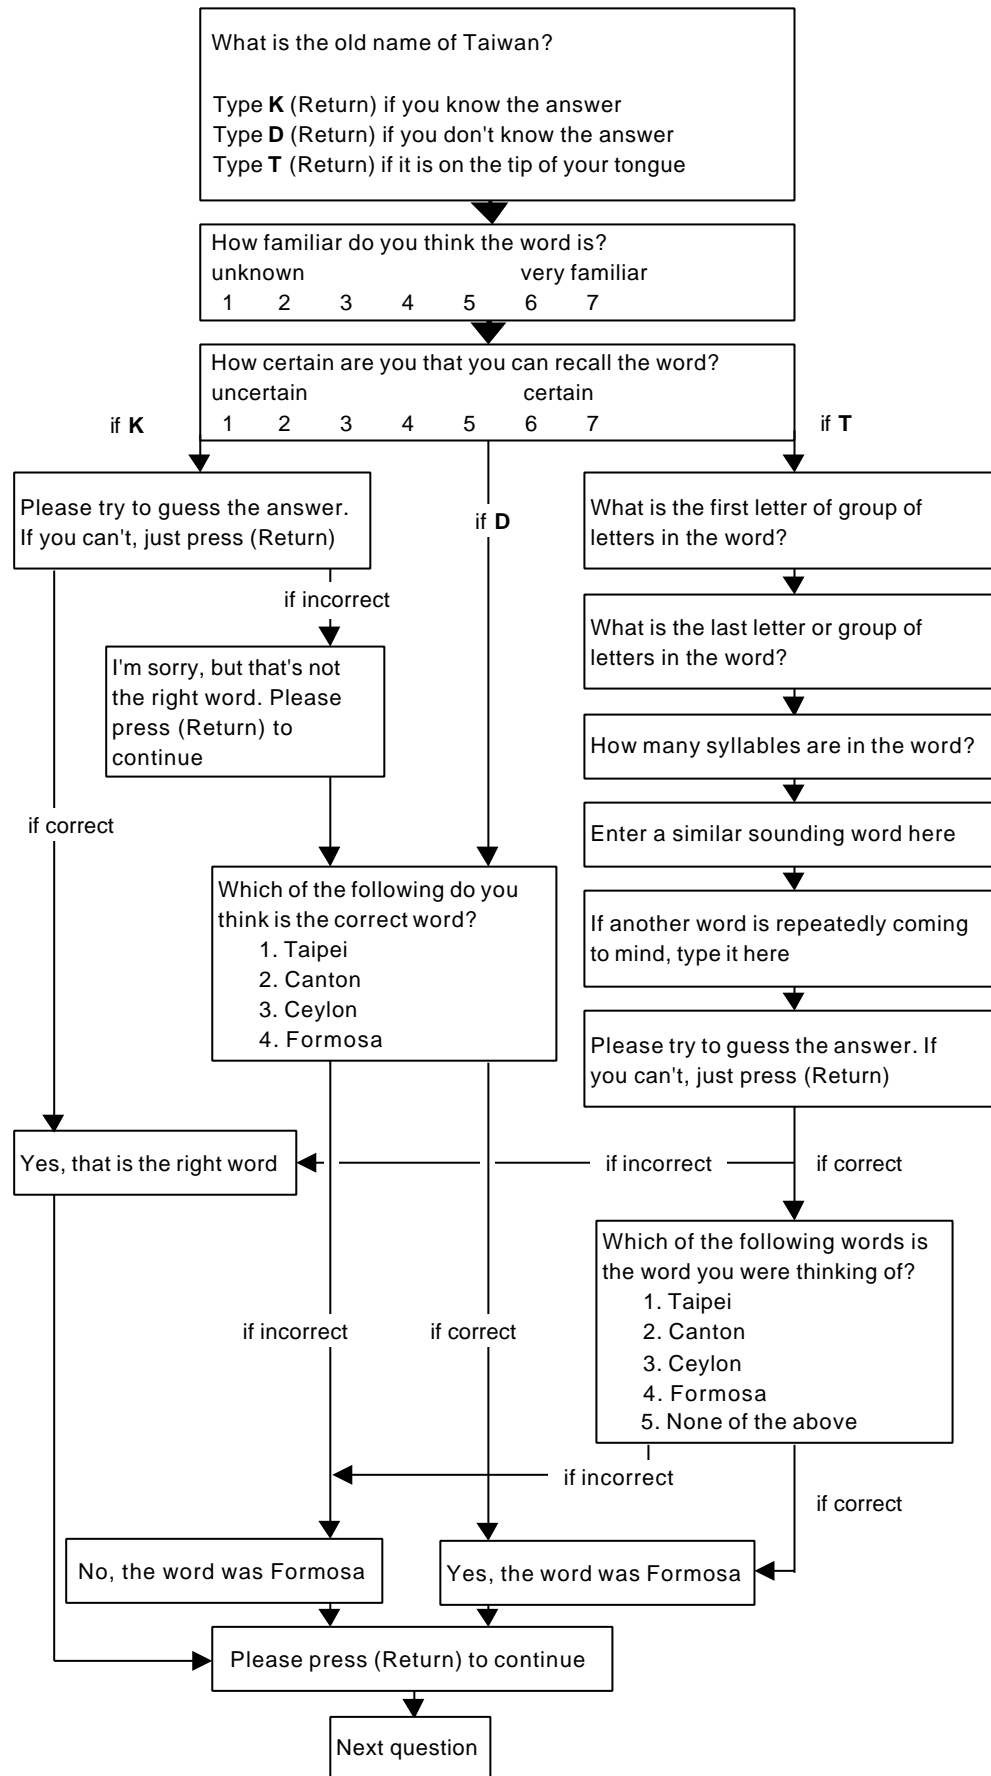 What is the old name of Taiwan?
Type K (Return) if you know the answer
Type D (Return) if you don't know the answer
Type T (Return) if it is on the tip of your tongue
How familiar do you think the word is?
unknown very familiar
1 2 3 4 5 6 7
How certain are you that you can recall the word?
uncertain certain
1 2 3 4 5 6 7
if K
if T
Please try to guess the answer.
If you can't, just press (Return)
if D
What is the first letter of group of
letters in the word?
if incorrect
What is the last letter or group of
letters in the word?
I'm sorry, but that's not
the right word. Please
press (Return) to
continue
How many syllables are in the word?
if correct
Enter a similar sounding word here
Which of the following do you
think is the correct word?
1. Taipei
2. Canton
3. Ceylon
4. Formosa
If another word is repeatedly coming
to mind, type it here
Please try to guess the answer. If
you can't, just press (Return)
Yes, that is the right word
if incorrect
if correct
Which of the following words is
the word you were thinking of?
1. Taipei
2. Canton
3. Ceylon
4. Formosa
5. None of the above
if incorrect
if correct
if incorrect
if correct
No, the word was Formosa
Yes, the word was Formosa
Please press (Return) to continue
Next question